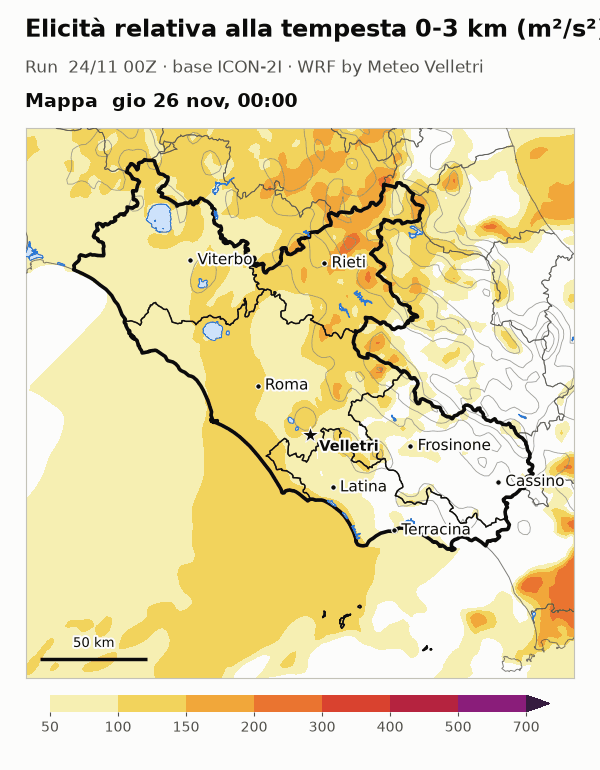 Elicità relativa alla tempesta 0-3 km (m²/s²)
Run  24/11 00Z · base ICON-2I · WRF by Meteo Velletri
Mappa  gio 26 nov, 00:00
Viterbo
Rieti
Roma
Velletri
Frosinone
Cassino
Latina
Terracina
50 km
50 100 150 200 300 400 500 700